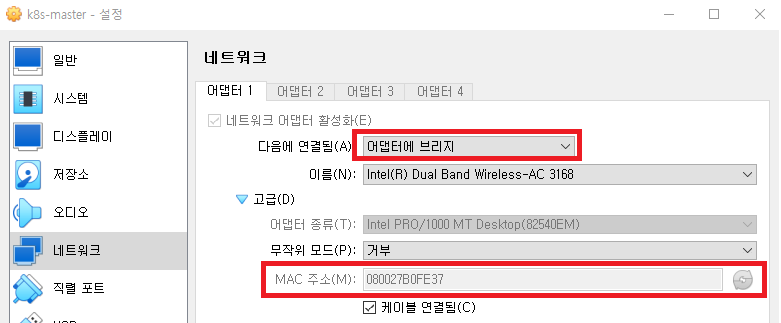 k8s-master - 설정
일반
시스템
디스플레이
저장소
오디오
네트워크
직렬 포트
네트워크
어댑터 1 어댑터 2 어댑터 3 어댑터 4
네트워크 어댑터 활성화(E)
다음에 연결됨(A) 어댑터에 브리지
이름(N): Intel(R) Dual Band Wireless-AC 3168
고급(D)
어댑터 종류(T): Intel PRO/1000 MT Desktop(82540EM)
무작위 모드(P): 거부
MAC 주소(M): 080027B0FE37
케이블 연결됨(C)